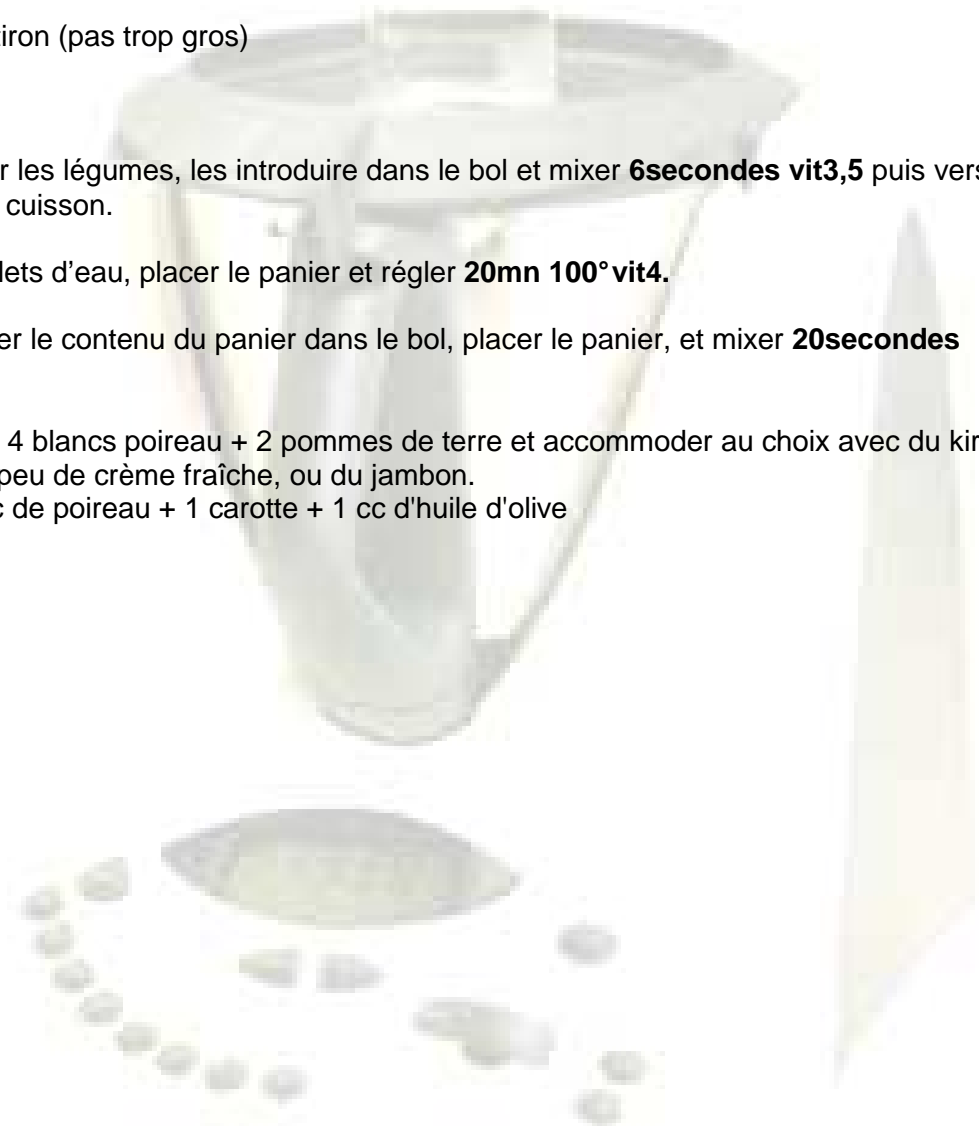 tiron (pas trop gros)
r les légumes, les introduire dans le bol et mixer 6secondes vit3,5 puis vers
cuisson.
lets d’eau, placer le panier et régler 20mn 100° vit4.
er le contenu du panier dans le bol, placer le panier, et mixer 20secondes
4 blancs poireau + 2 pommes de terre et accommoder au choix avec du kir
peu de crème fraîche, ou du jambon.
c de poireau + 1 carotte + 1 cc d'huile d'olive